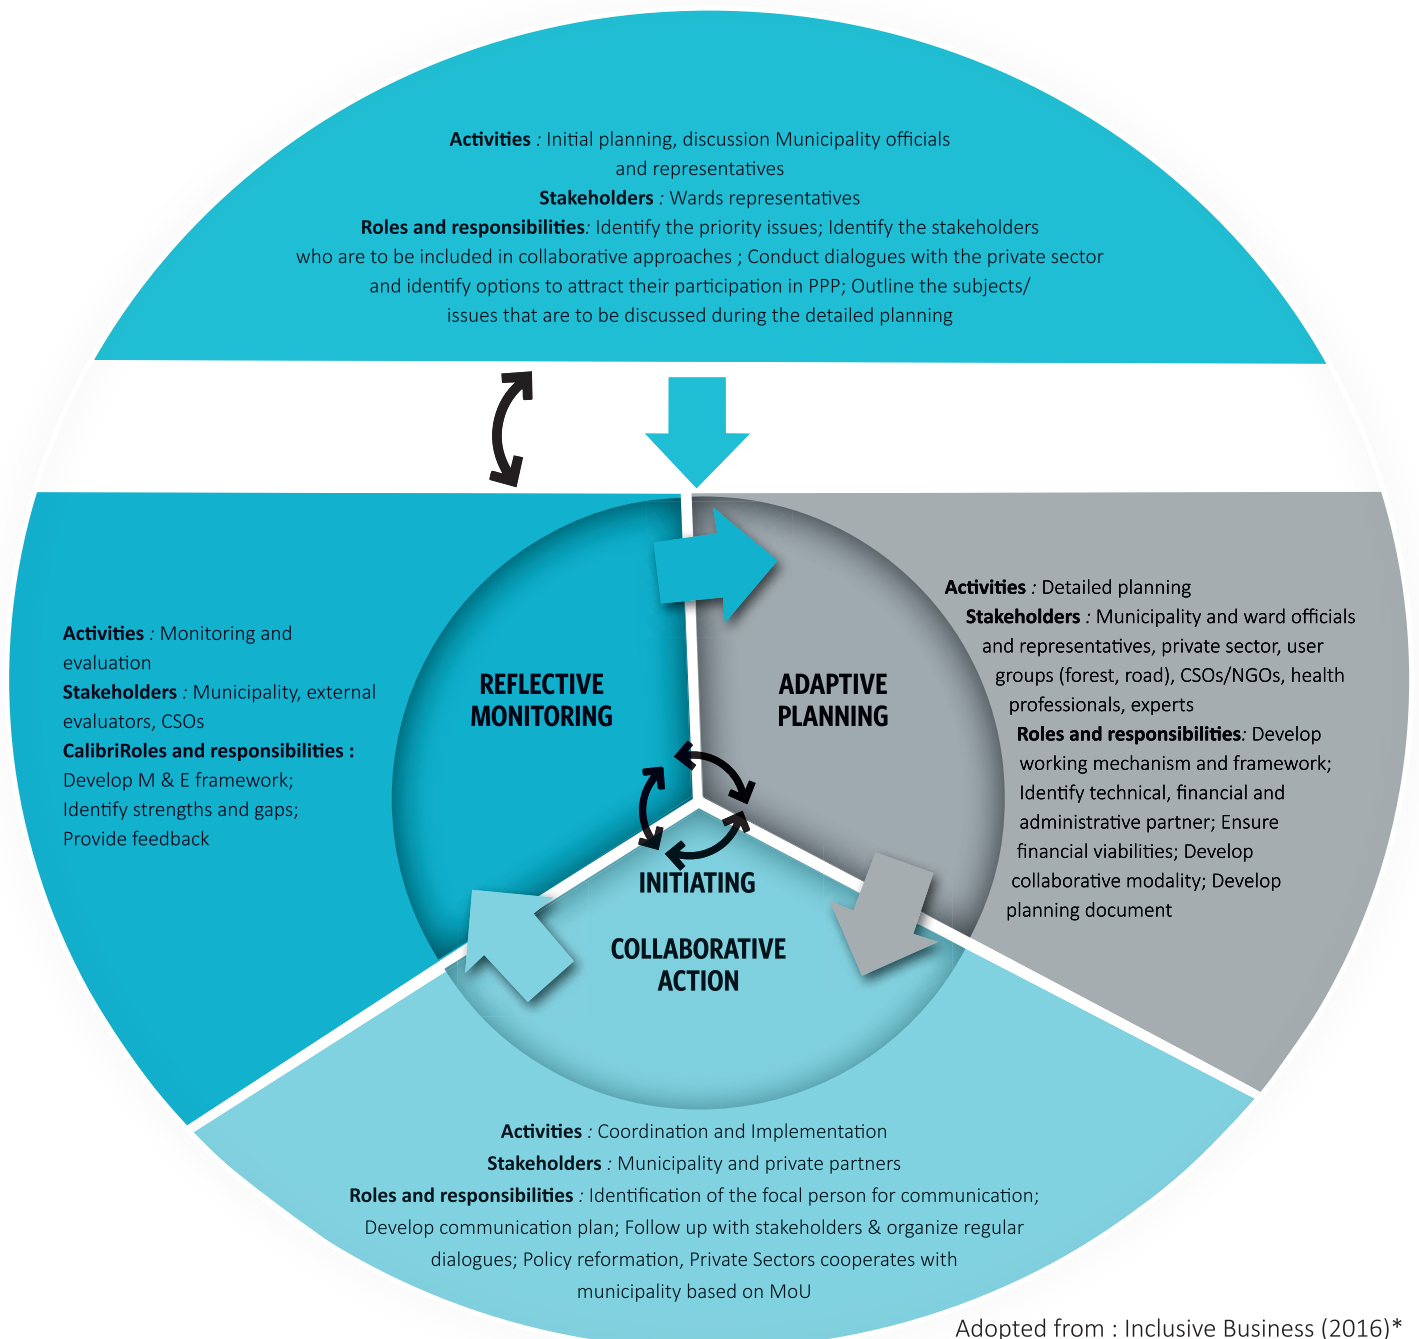 Activities : Initial planning, discussion Municipality officials
and representatives
Stakeholders : Wards representatives
Roles and responsibilities: Identify the priority issues; Identify the stakeholders
who are to be included in collaborative approaches ; Conduct dialogues with the private sector
and identify options to attract their participation in PPP; Outline the subjects/
issues that are to be discussed during the detailed planning
Activities : Monitoring and
evaluation
Stakeholders : Municipality, external
evaluators, CSOs
CalibriRoles and responsibilities :
Develop M & E framework;
Identify strengths and gaps;
Provide feedback
REFLECTIVE
MONITORING
ADAPTIVE
PLANNING
Activities : Detailed planning
Stakeholders : Municipality and ward officials
and representatives, private sector, user
groups (forest, road), CSOs/NGOs, health
professionals, experts
Roles and responsibilities: Develop
working mechanism and framework;
Identify technical, financial and
administrative partner; Ensure
financial viabilities; Develop
collaborative modality; Develop
planning document
INITIATING
COLLABORATIVE
ACTION
Activities : Coordination and Implementation
Stakeholders : Municipality and private partners
Roles and responsibilities : Identification of the focal person for communication;
Develop communication plan; Follow up with stakeholders & organize regular
dialogues; Policy reformation, Private Sectors cooperates with
municipality based on MoU
Adopted from : Inclusive Business (2016)*